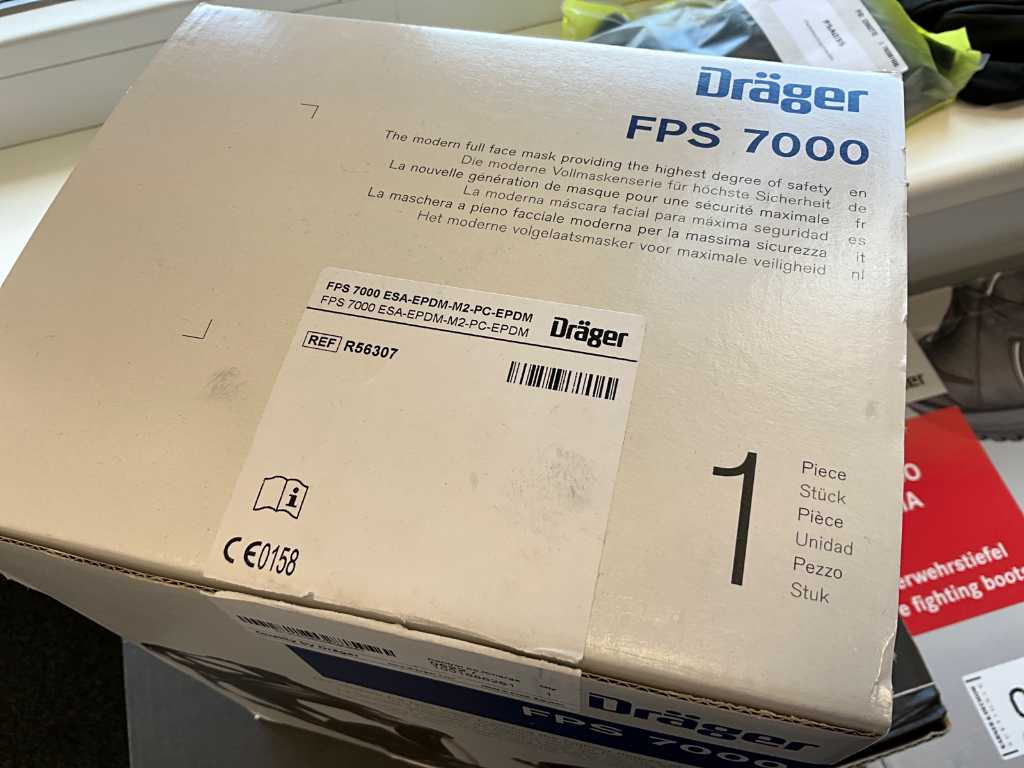 PSA035
Dräger
FPS 7000
The modern full face mask providing the highest degree of safety en
Die moderne Vollmaskenserie für höchste Sicherheit de
La nouvelle génération de masque pour une sécurité maximale fr
La moderna máscara facial para máxima seguridad es
La maschera a pieno facciale moderna per la massima sicurezza it
Het moderne volgelaatsmasker voor maximale veiligheid nl
FPS 7000 ESA-EPDM-M2-PC-EPDM
FPS 7000 ESA-EPDM-M2-PC-EPDM
Dräger
REF R56307
CE0158
1
Piece
Stück
Pièce
Unidad
Pezzo
Stuk
erwehrstiefel
e fighting boots
Dräger
FPS 7000